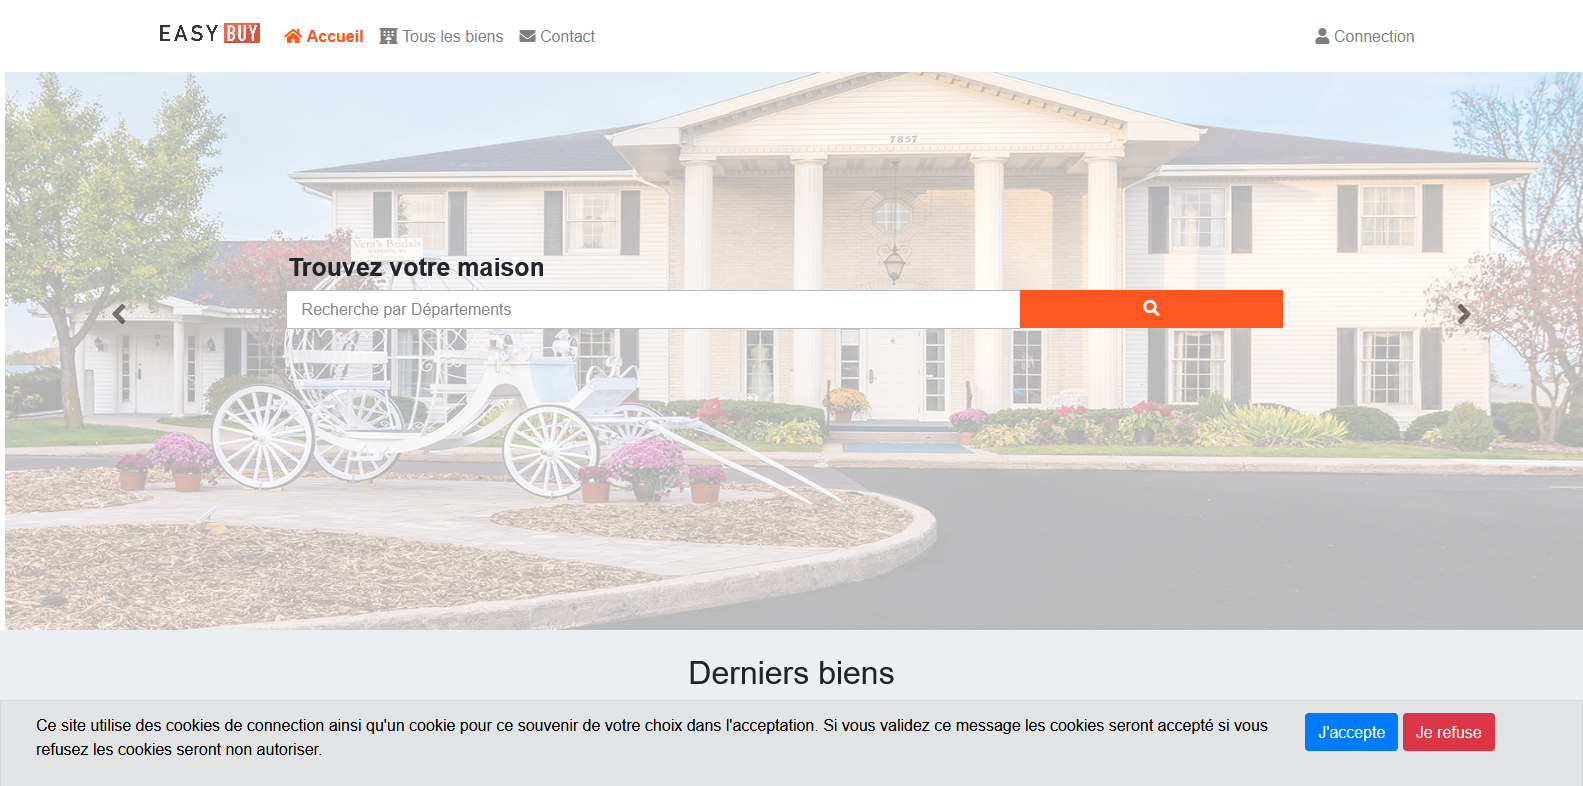 EASY BUY
Accueil
Tous les biens
Contact
Connection
7857
Vera's Bridals
Trouvez votre maison
Recherche par Départements
Derniers biens
Ce site utilise des cookies de connection ainsi qu'un cookie pour ce souvenir de votre choix dans l'acceptation. Si vous validez ce message les cookies seront accepté si vous
refusez les cookies seront non autoriser.
J'accepte
Je refuse